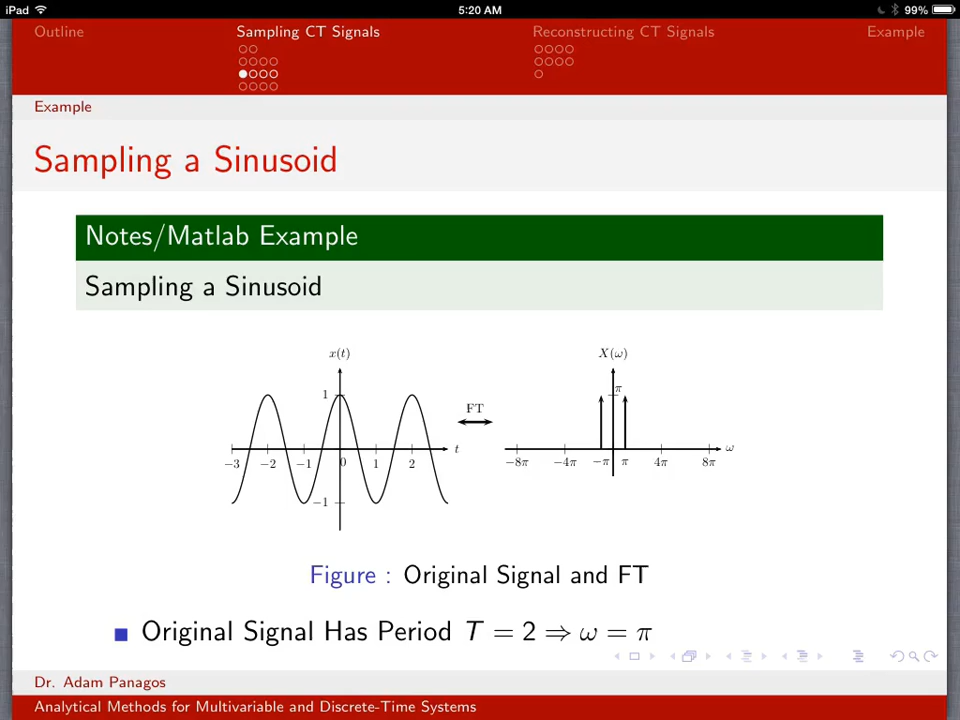 iPad 5:20 AM 99%
Outline Sampling CT Signals Reconstructing CT Signals Example
Example
Sampling a Sinusoid
Notes/Matlab Example
Sampling a Sinusoid
x(t) X(ω)
1 FT π
t ω
−3 −2 −1 0 1 2 −8π −4π −π π 4π 8π
−1
Figure : Original Signal and FT
Original Signal Has Period T = 2 ⇒ ω = π
Dr. Adam Panagos
Analytical Methods for Multivariable and Discrete-Time Systems